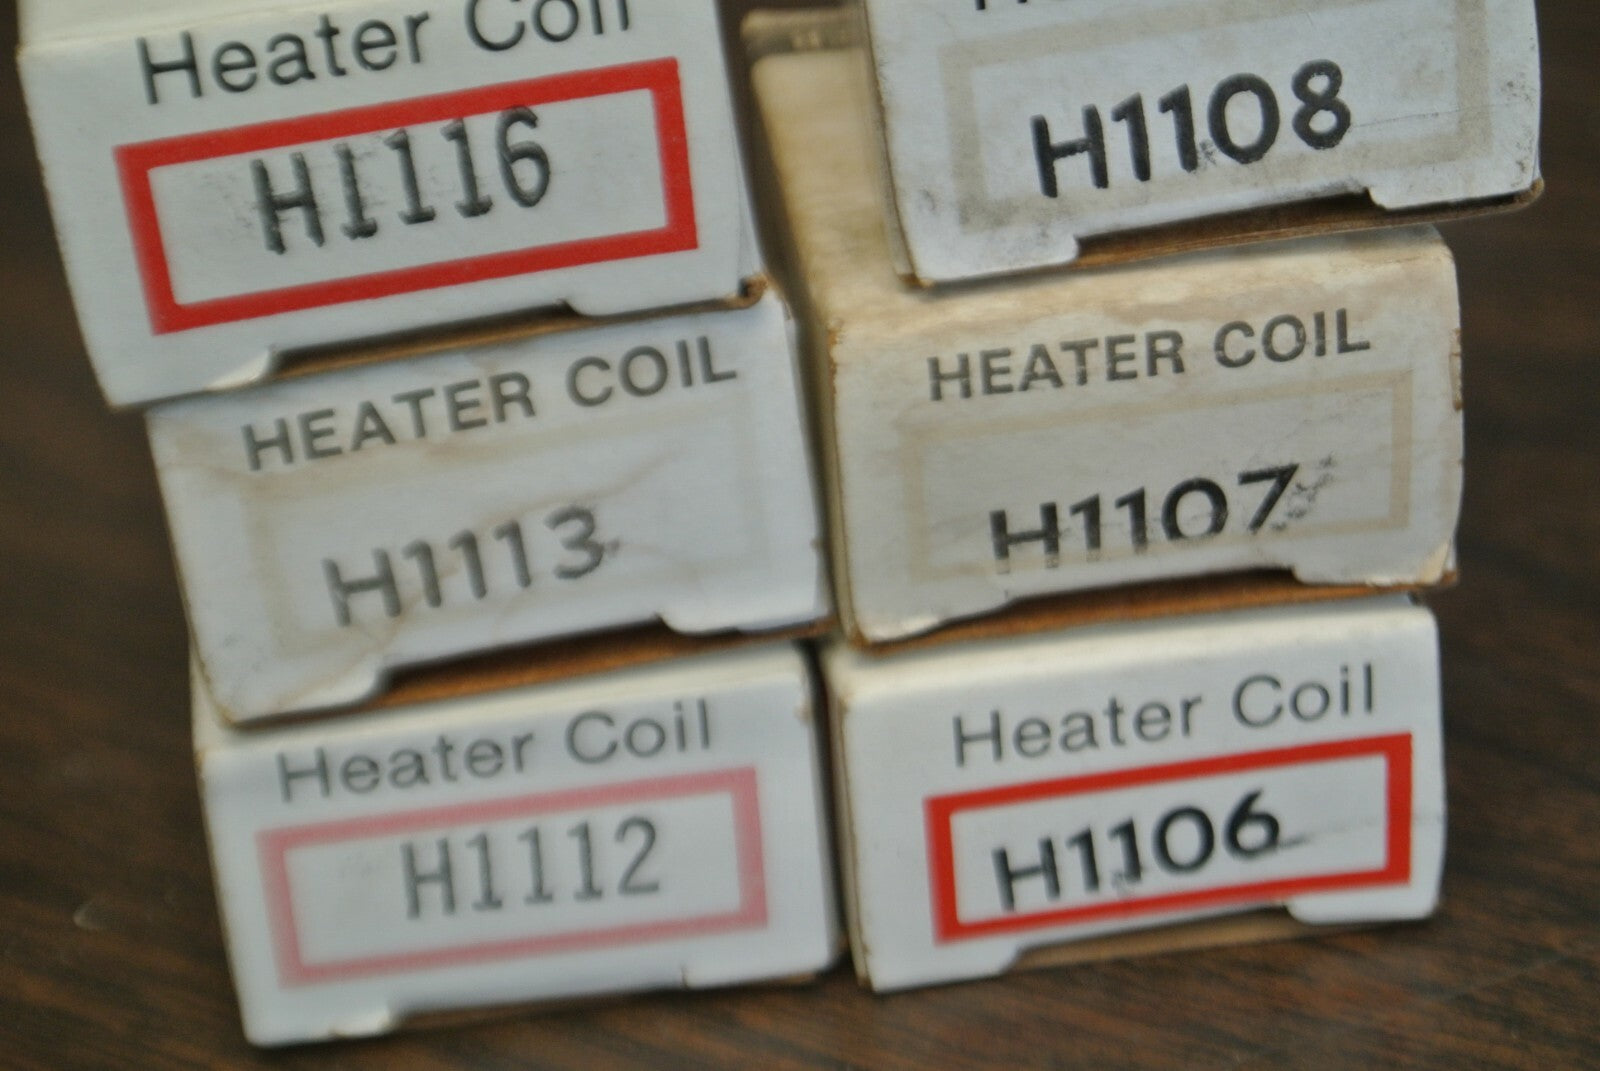 Heater Coil
H1116
HEATER COIL
H1113
Heater Coil
H1112
H1108
HEATER COIL
H1107
Heater Coil
H1106